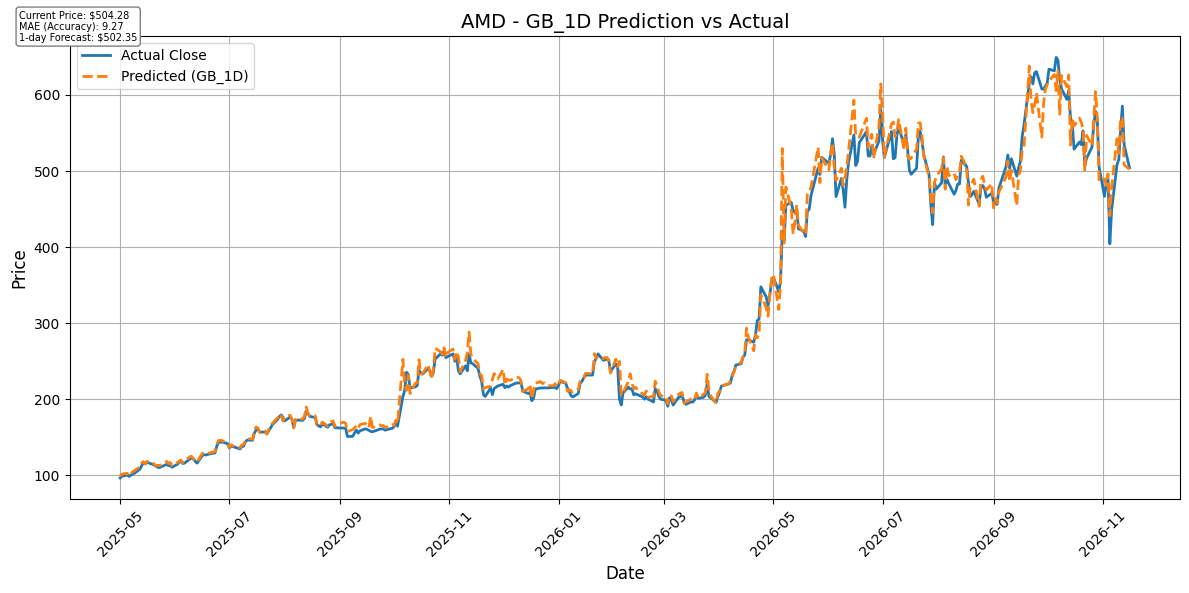 AMD - GB_1D Prediction vs Actual
Current Price: $504.28
MAE (Accuracy): 9.27
1-day Forecast: $502.35
Actual Close
Predicted (GB_1D)
Price
600
500
400
300
200
100
2025-05
2025-07
2025-09
2025-11
2026-01
2026-03
2026-05
2026-07
2026-09
2026-11
Date